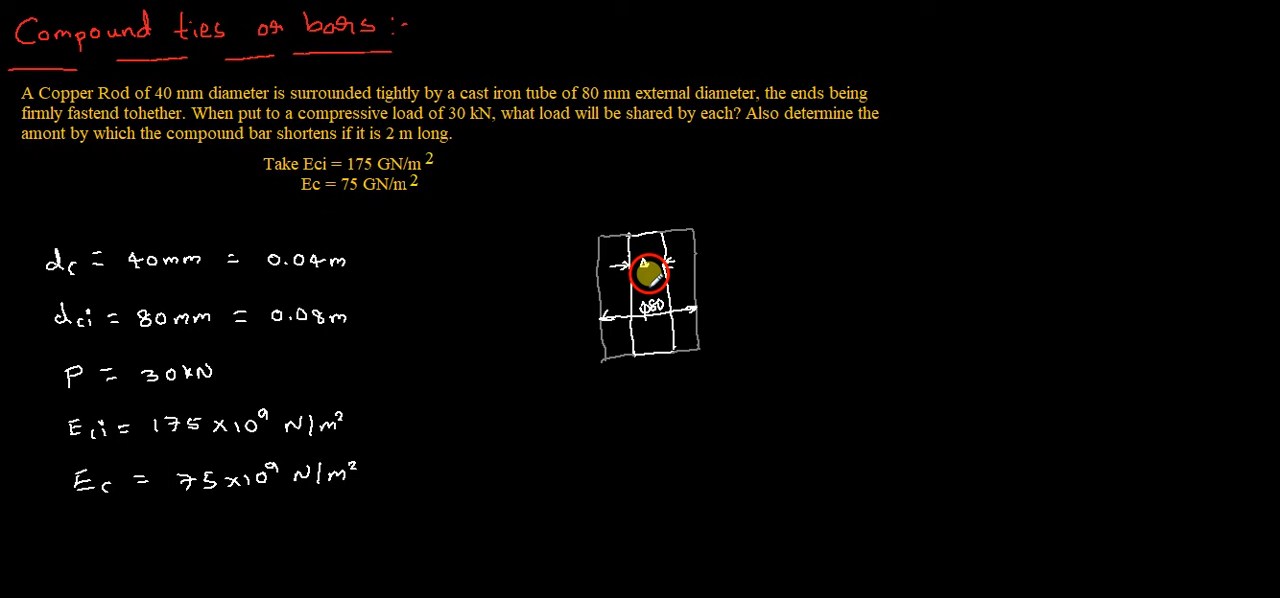 Compound ties or bars :-
A Copper Rod of 40 mm diameter is surrounded tightly by a cast iron tube of 80 mm external diameter, the ends being
firmly fastend tohether. When put to a compressive load of 30 kN, what load will be shared by each? Also determine the
amont by which the compound bar shortens if it is 2 m long.
Take Eci = 175 GN/m 2
Ec = 75 GN/m 2
dc = 40mm = 0.04m
dci = 80mm = 0.08m
ϕ80
P = 30kN
Eci = 175 × 10⁹ N/m²
Ec = 75×10⁹ N/m²